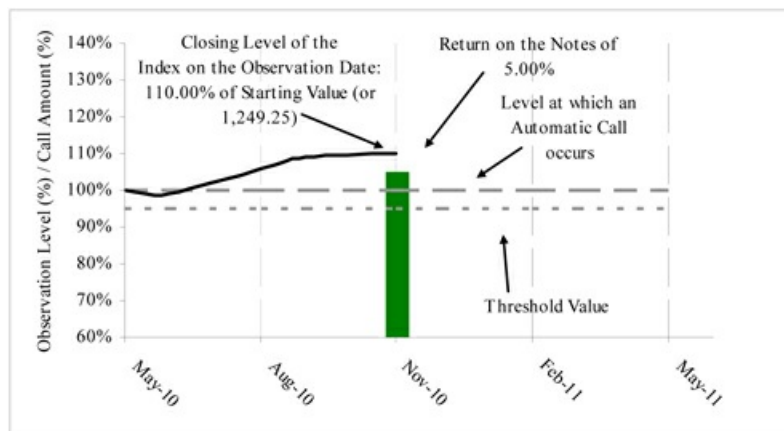 140%
130%
120%
110%
100%
90%
80%
70%
60%
Observation Level (%) / Call Amount (%)
Closing Level of the
Index on the Observation Date:
110.00% of Starting Value (or
1,249.25)
Return on the Notes of
5.00%
Level at which an
Automatic Call
occurs
Threshold Value
May-10
Aug-10
Nov-10
Feb-11
May-11